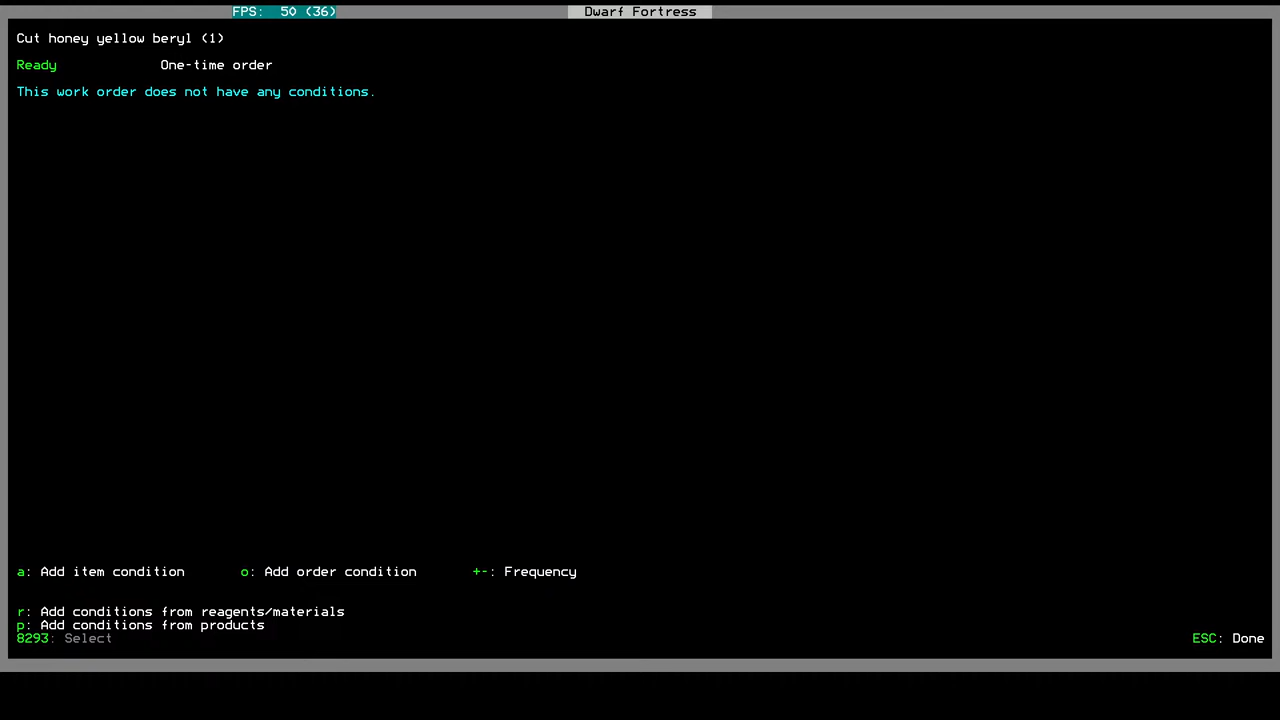 FPS: 50 (36) Dwarf Fortress
Cut honey yellow beryl (1)
Ready One-time order
This work order does not have any conditions.
a: Add item condition o: Add order condition +-: Frequency
r: Add conditions from reagents/materials
p: Add conditions from products
8293: Select ESC: Done